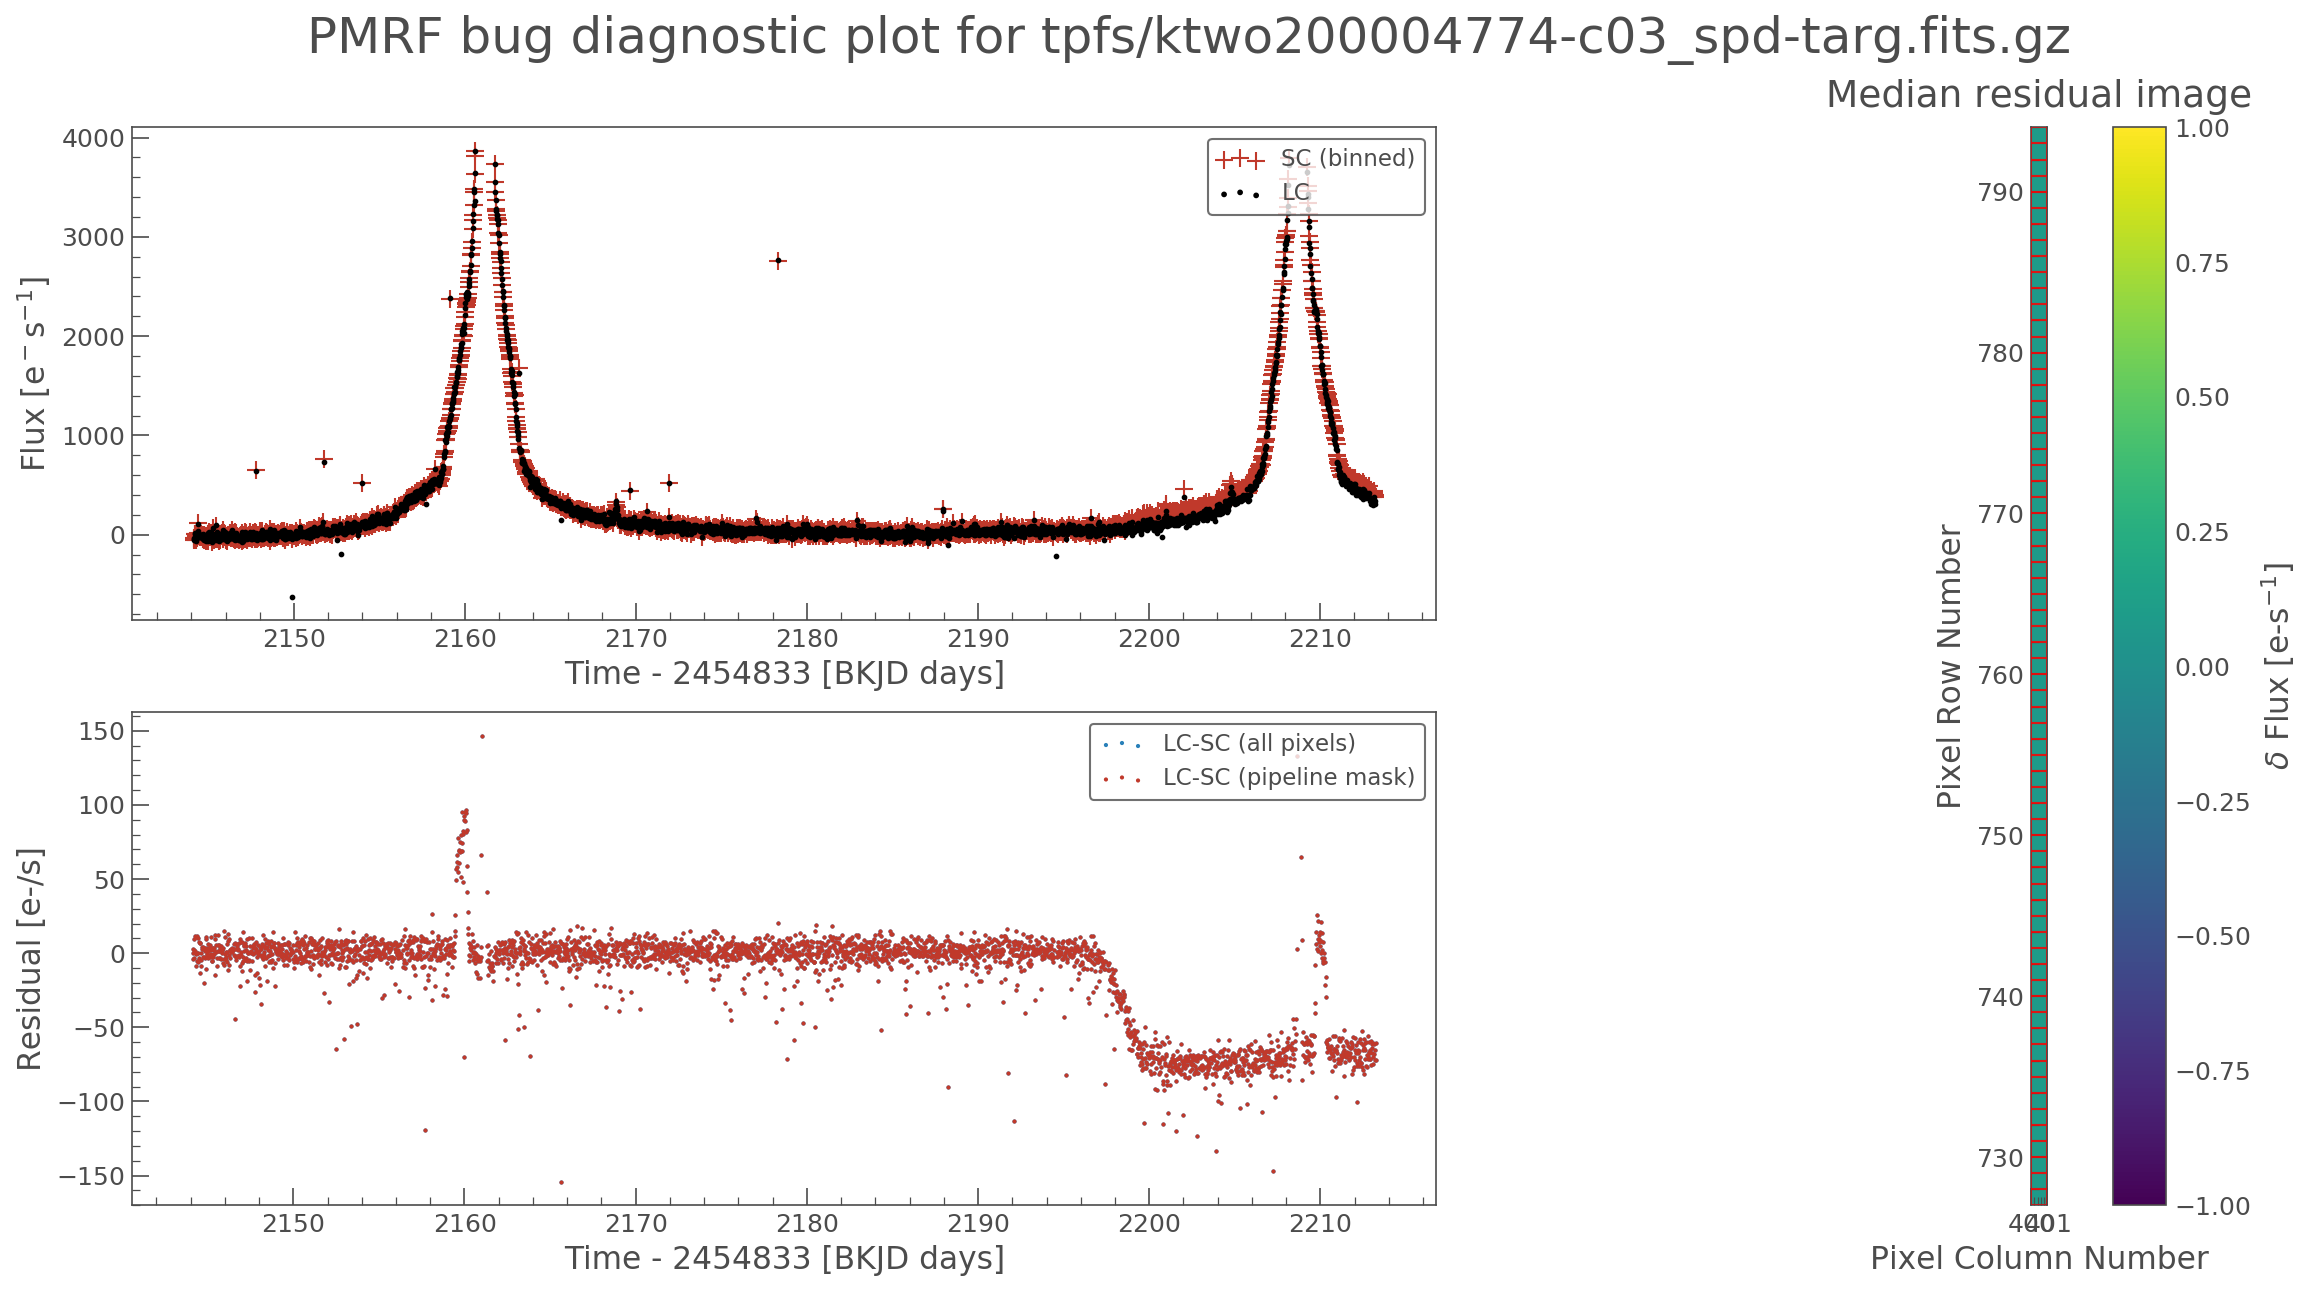 PMRF bug diagnostic plot for tpfs/ktwo200004774-c03_spd-targ.fits.gz
4000
3000
2000
1000
0
Flux [e⁻ s⁻¹]
SC (binned)
LC
2150 2160 2170 2180 2190 2200 2210
Time - 2454833 [BKJD days]
150
100
50
0
−50
−100
−150
Residual [e-/s]
LC-SC (all pixels)
LC-SC (pipeline mask)
2150 2160 2170 2180 2190 2200 2210
Time - 2454833 [BKJD days]
Median residual image
790
780
770
760
750
740
730
Pixel Row Number
400 401
Pixel Column Number
1.00
0.75
0.50
0.25
0.00
−0.25
−0.50
−0.75
−1.00
δ Flux [e-s⁻¹]